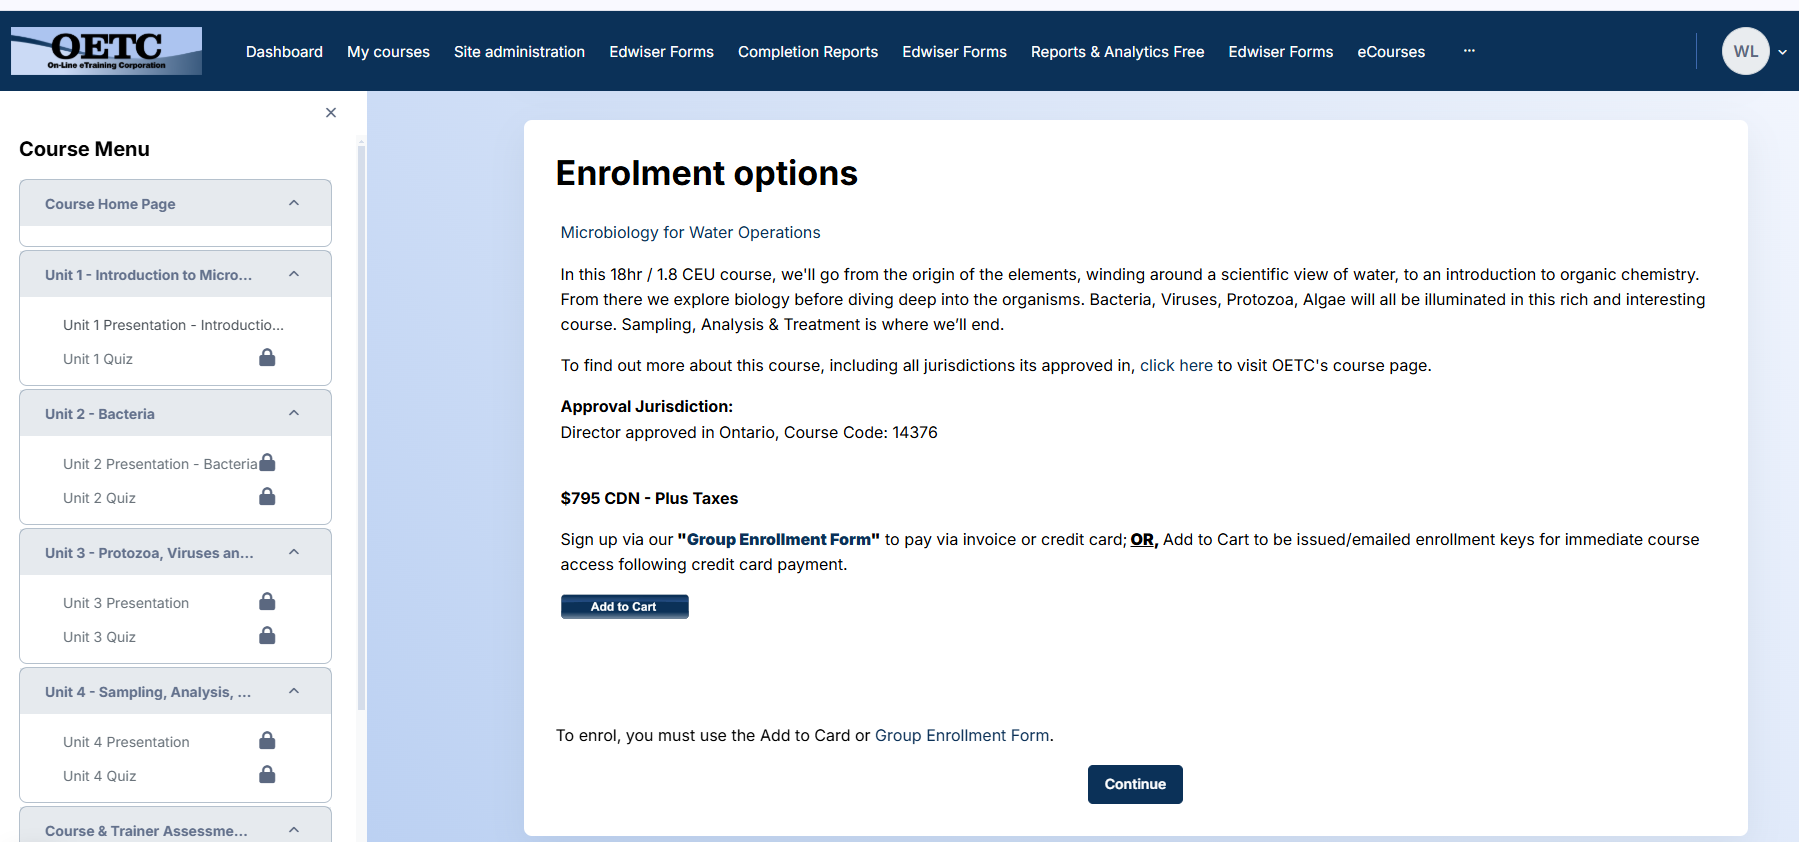 OETC
On-Line eTraining Corporation
Dashboard
My courses
Site administration
Edwiser Forms
Completion Reports
Edwiser Forms
Reports & Analytics Free
Edwiser Forms
eCourses
...
WL
Course Menu
Course Home Page
Unit 1 - Introduction to Micro...
Unit 1 Presentation - Introductio...
Unit 1 Quiz
Unit 2 - Bacteria
Unit 2 Presentation - Bacteria
Unit 2 Quiz
Unit 3 - Protozoa, Viruses an...
Unit 3 Presentation
Unit 3 Quiz
Unit 4 - Sampling, Analysis, ...
Unit 4 Presentation
Unit 4 Quiz
Course & Trainer Assessme...
Enrolment options
Microbiology for Water Operations
In this 18hr / 1.8 CEU course, we'll go from the origin of the elements, winding around a scientific view of water, to an introduction to organic chemistry.
From there we explore biology before diving deep into the organisms. Bacteria, Viruses, Protozoa, Algae will all be illuminated in this rich and interesting
course. Sampling, Analysis & Treatment is where we’ll end.
To find out more about this course, including all jurisdictions its approved in, click here to visit OETC's course page.
Approval Jurisdiction:
Director approved in Ontario, Course Code: 14376
$795 CDN - Plus Taxes
Sign up via our "Group Enrollment Form" to pay via invoice or credit card; OR, Add to Cart to be issued/emailed enrollment keys for immediate course
access following credit card payment.
Add to Cart
To enrol, you must use the Add to Card or Group Enrollment Form.
Continue